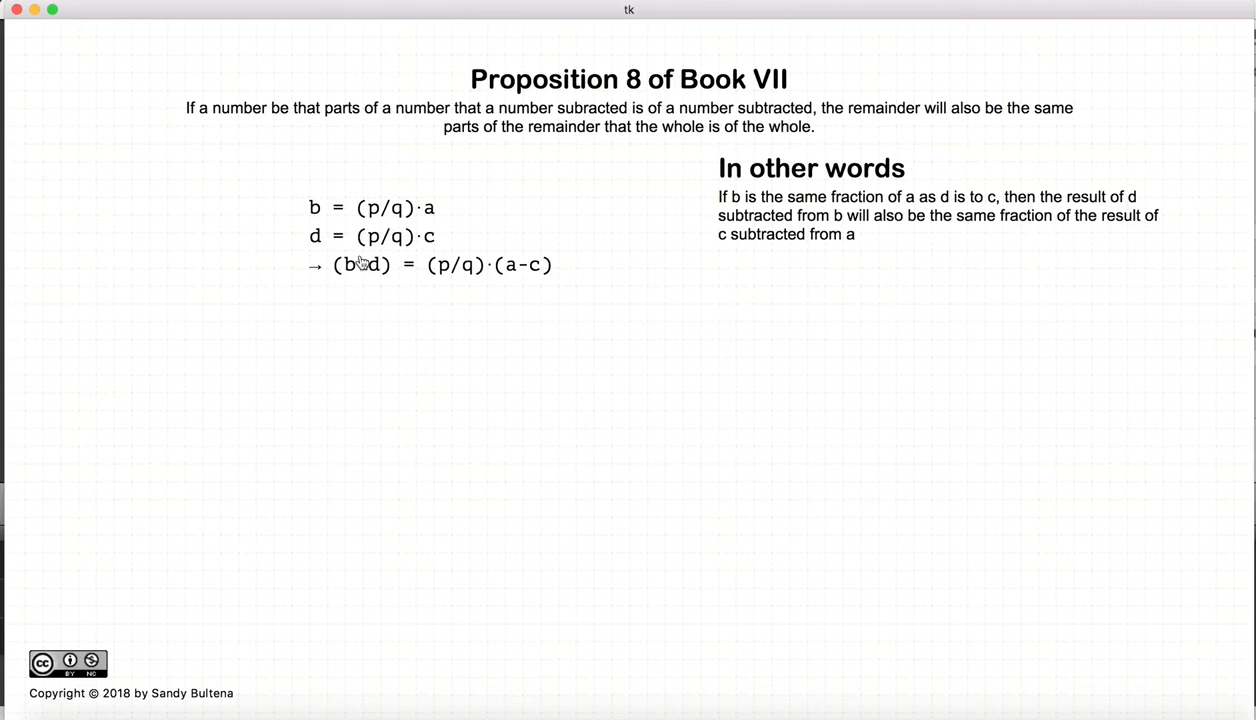 tk
Proposition 8 of Book VII
If a number be that parts of a number that a number subracted is of a number subtracted, the remainder will also be the same
parts of the remainder that the whole is of the whole.
In other words
If b is the same fraction of a as d is to c, then the result of d
subtracted from b will also be the same fraction of the result of
c subtracted from a
b = (p/q)·a
d = (p/q)·c
→ (b-d) = (p/q)·(a-c)
cc
BY NC
Copyright © 2018 by Sandy Bultena